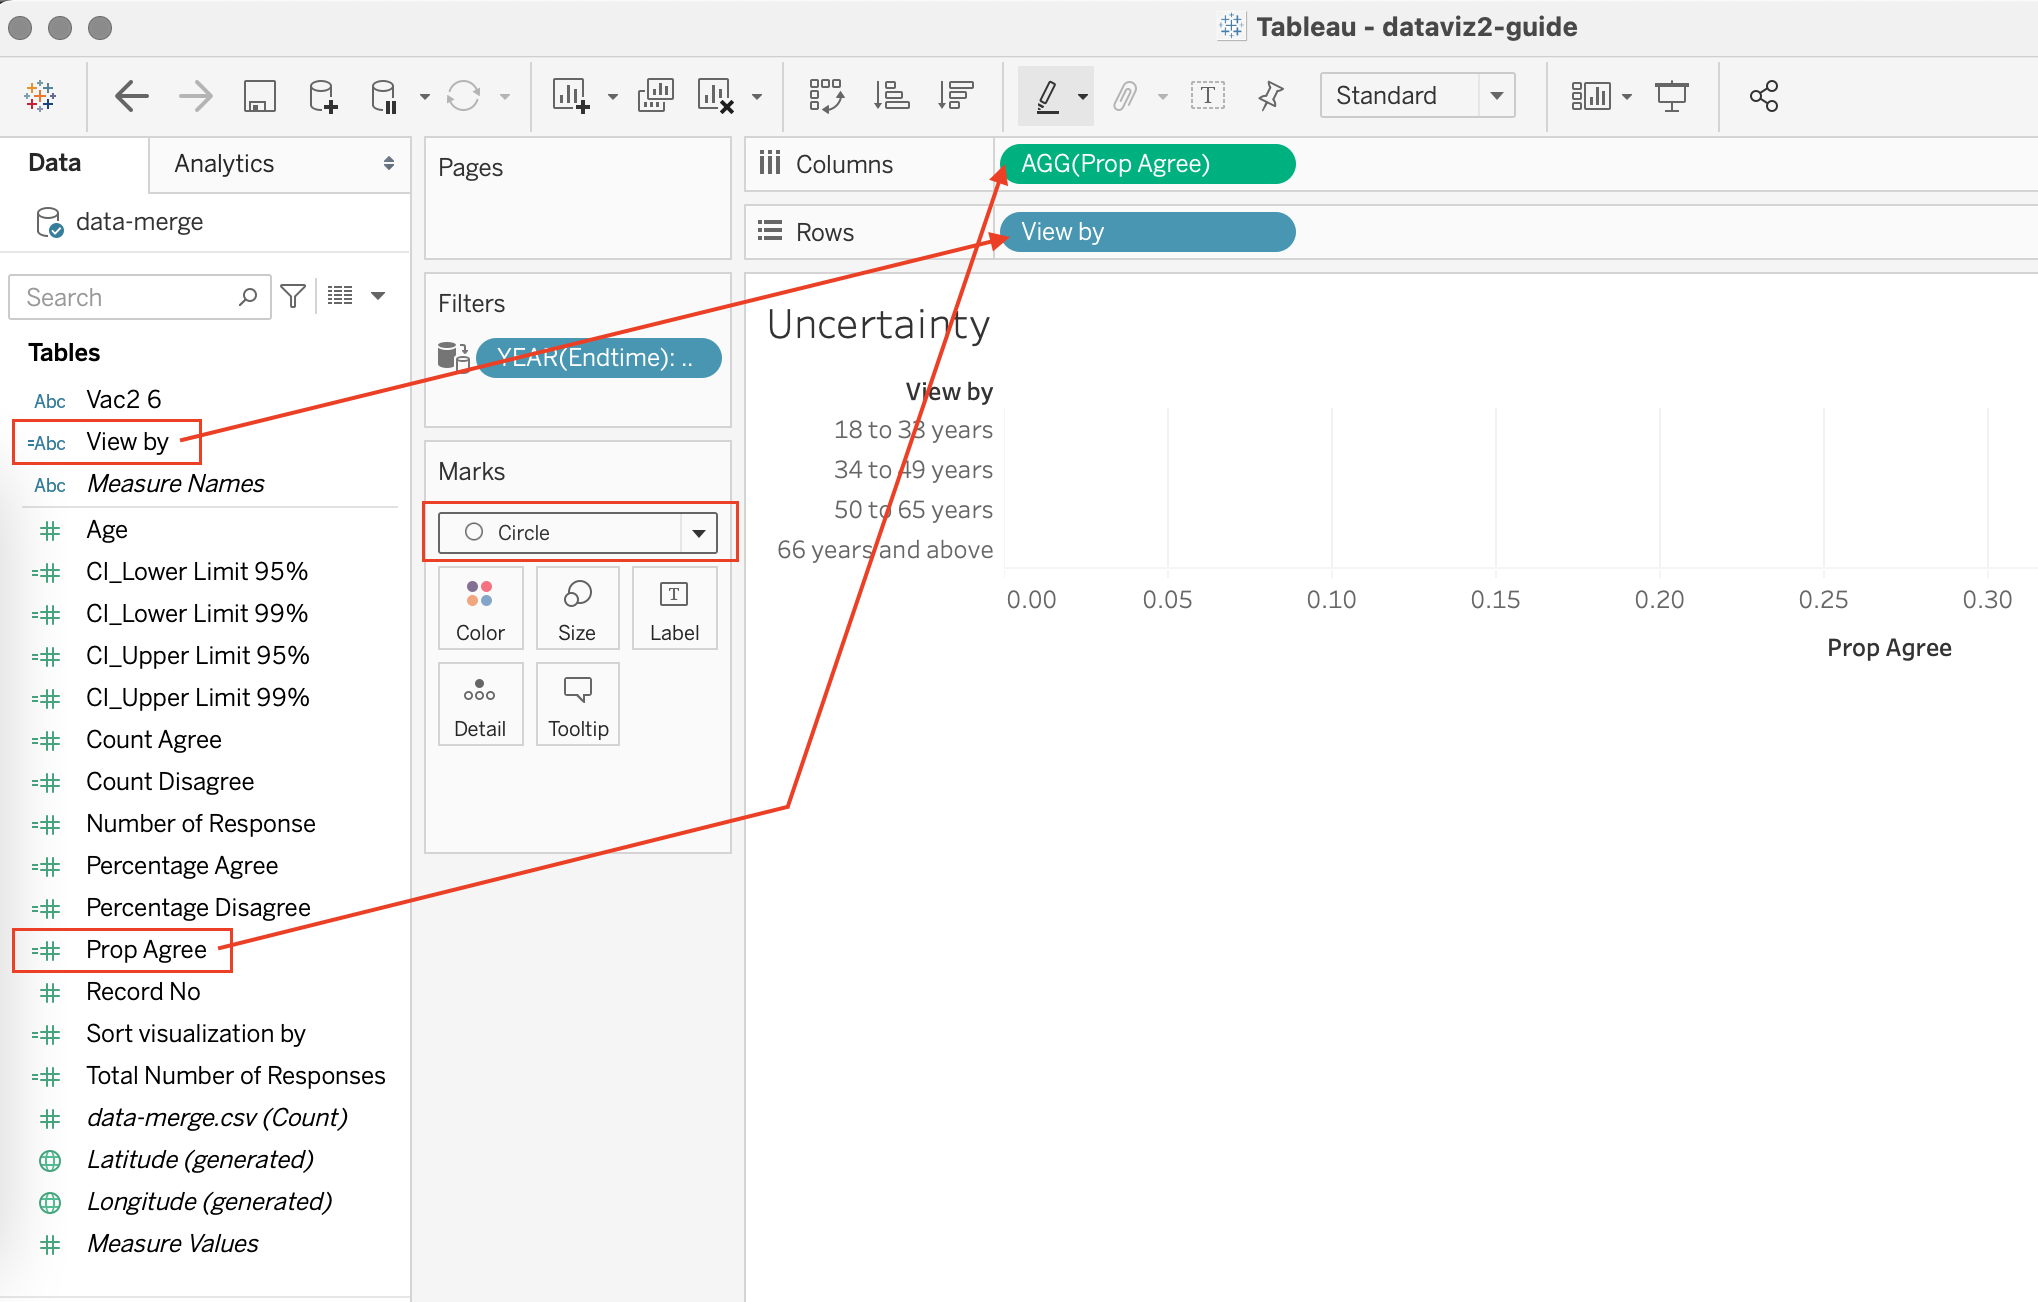 Tableau - dataviz2-guide
Standard
Data
Analytics
data-merge
Search
Tables
Abc Vac2 6
=Abc View by
Abc Measure Names
Age
CI_Lower Limit 95%
CI_Lower Limit 99%
CI_Upper Limit 95%
CI_Upper Limit 99%
Count Agree
Count Disagree
Number of Response
Percentage Agree
Percentage Disagree
Prop Agree
Record No
Sort visualization by
Total Number of Responses
data-merge.csv (Count)
Latitude (generated)
Longitude (generated)
Measure Values
Pages
Filters
YEAR(Endtime): ..
Marks
Circle
Color Size Label
Detail Tooltip
Columns AGG(Prop Agree)
Rows View by
Uncertainty
View by
18 to 33 years
34 to 49 years
50 to 65 years
66 years and above
0.00 0.05 0.10 0.15 0.20 0.25 0.30
Prop Agree